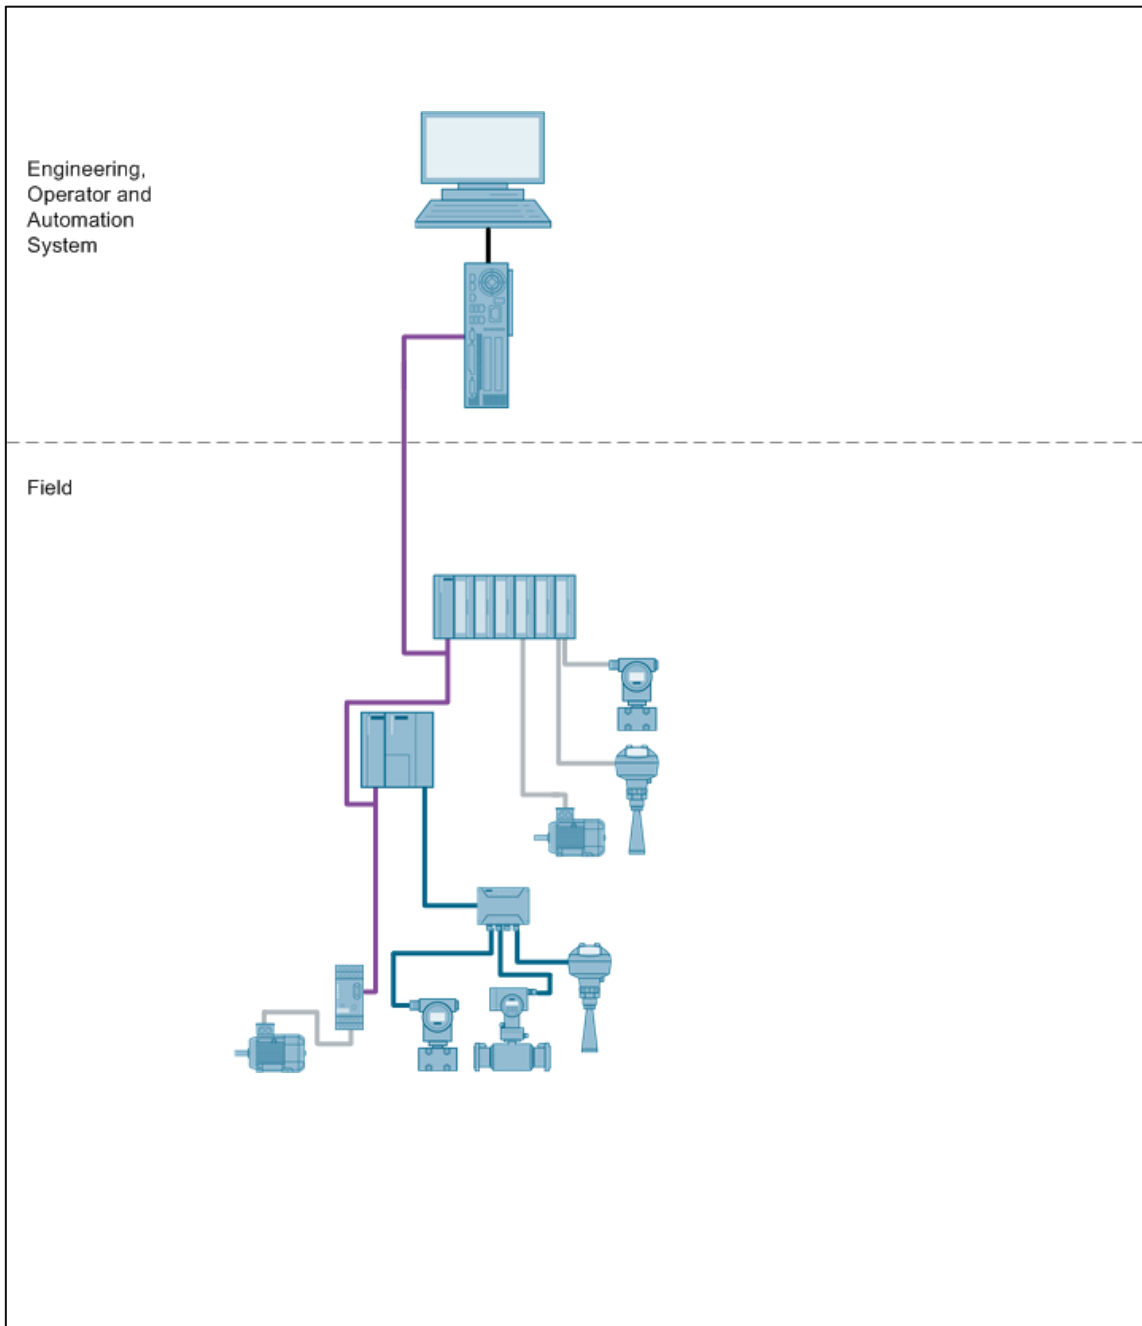 Engineering,
Operator and
Automation
System
Field